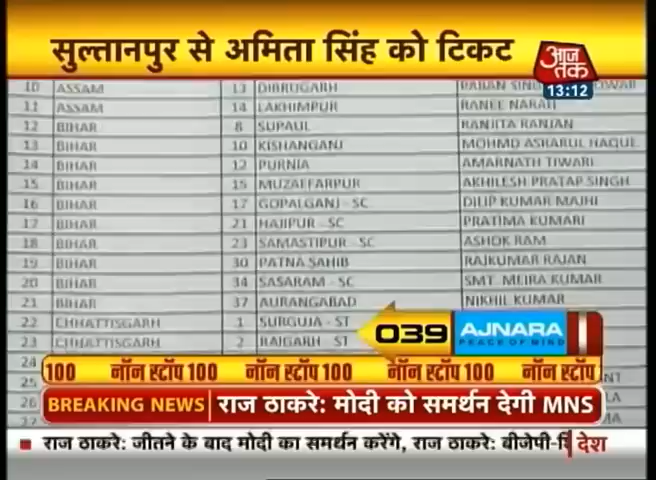 सुल्तानपुर से अमिता सिंह को टिकट
आज तक
13:12
10 ASSAM 13 DIBRUGARH
11 ASSAM 14 LAKHIMPUR RANEE NARAH
12 BIHAR 8 SUPAUL RANJITA RANJAN
13 BIHAR 10 KISHANGANJ MOHMD ASRARUL HAQUE
14 BIHAR 12 PURNIA AMARNATH TIWARI
15 BIHAR 15 MUZAFFARPUR AKHILESH PRATAP SINGH
16 BIHAR 17 GOPALGANJ - SC DILIP KUMAR MAJHI
17 BIHAR 21 HAJIPUR - SC PRATIMA KUMARI
18 BIHAR 23 SAMASTIPUR - SC ASHOK RAM
19 BIHAR 30 PATNA SAHIB RAJKUMAR RAJAN
20 BIHAR 34 SASARAM - SC SMT. MEIRA KUMAR
21 BIHAR 37 AURANGABAD NIKHIL KUMAR
22 CHHATTISGARH 1 SURGUJA - ST
23 CHHATTISGARH 2 RAIGARH - ST
039 AJNARA
PEACE OF MIND
24
100 नॉन स्टॉप 100 नॉन स्टॉप 100 नॉन स्टॉप 100 नॉन स्टॉप
25
26
BREAKING NEWS राज ठाकरे: मोदी को समर्थन देगी MNS
राज ठाकरे: जीतने के बाद मोदी का समर्थन करेंगे, राज ठाकरे: बीजेपी-
देश